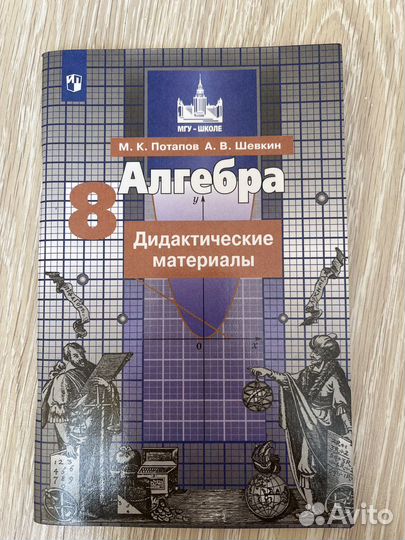 МГУ - ШКОЛЕ
М. К. Потапов А. В. Шевкин
Алгебра
8
y
Дидактические
материалы
0
x
Avito